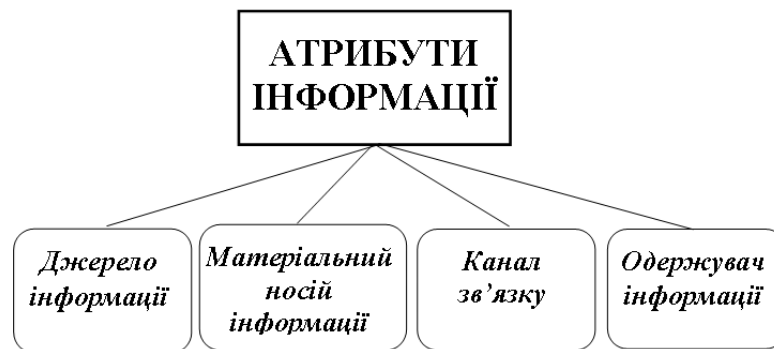 АТРИБУТИ
ІНФОРМАЦІЇ
Джерело
інформації
Матеріальний
носій
інформації
Канал
зв’язку
Одержувач
інформації